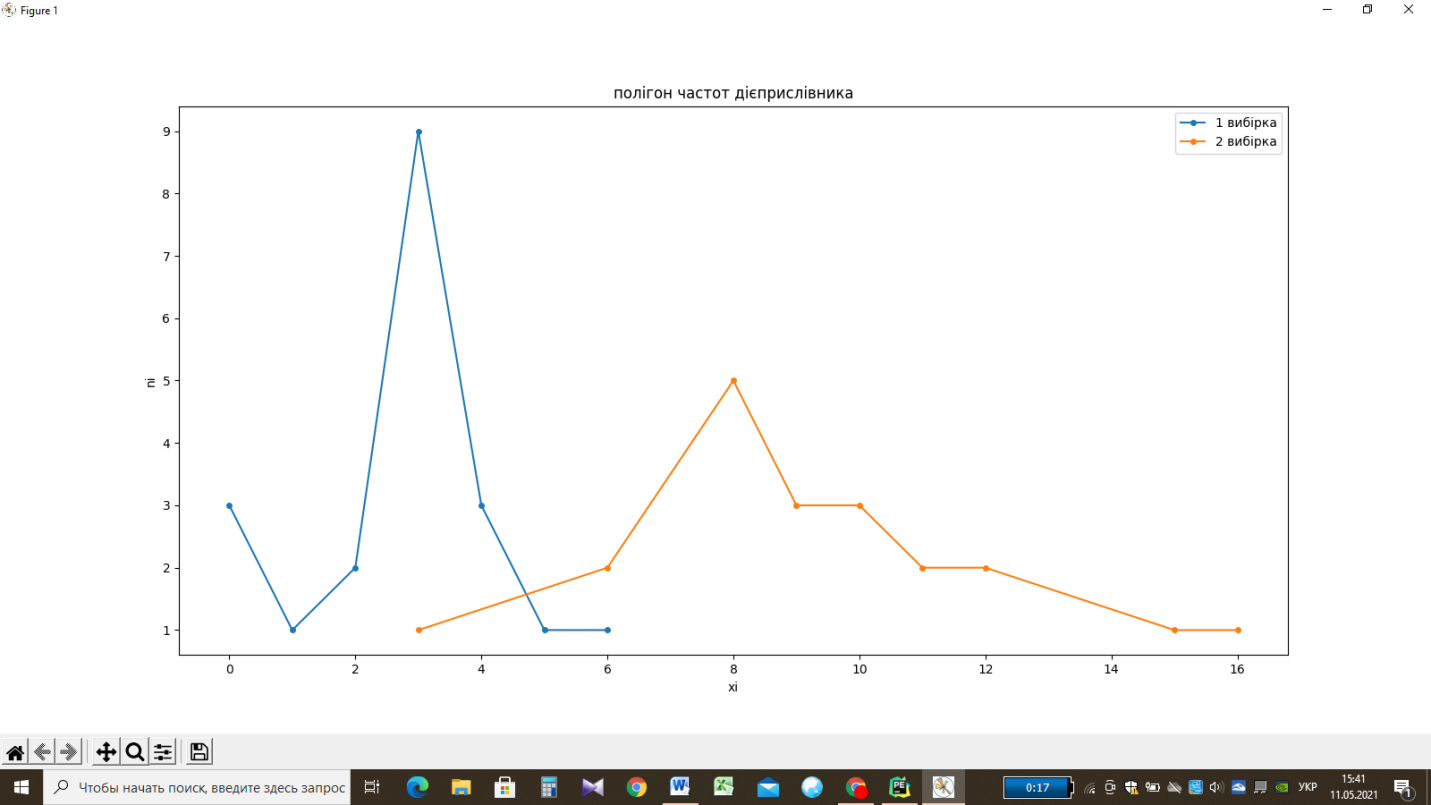 Figure 1
полігон частот дієприслівника
1 вибірка
2 вибірка
9
8
7
6
5
4
3
2
1
ni
0 2 4 6 8 10 12 14 16
xi
Чтобы начать поиск, введите здесь запрос
0:17
УКР
15:41
11.05.2021
1